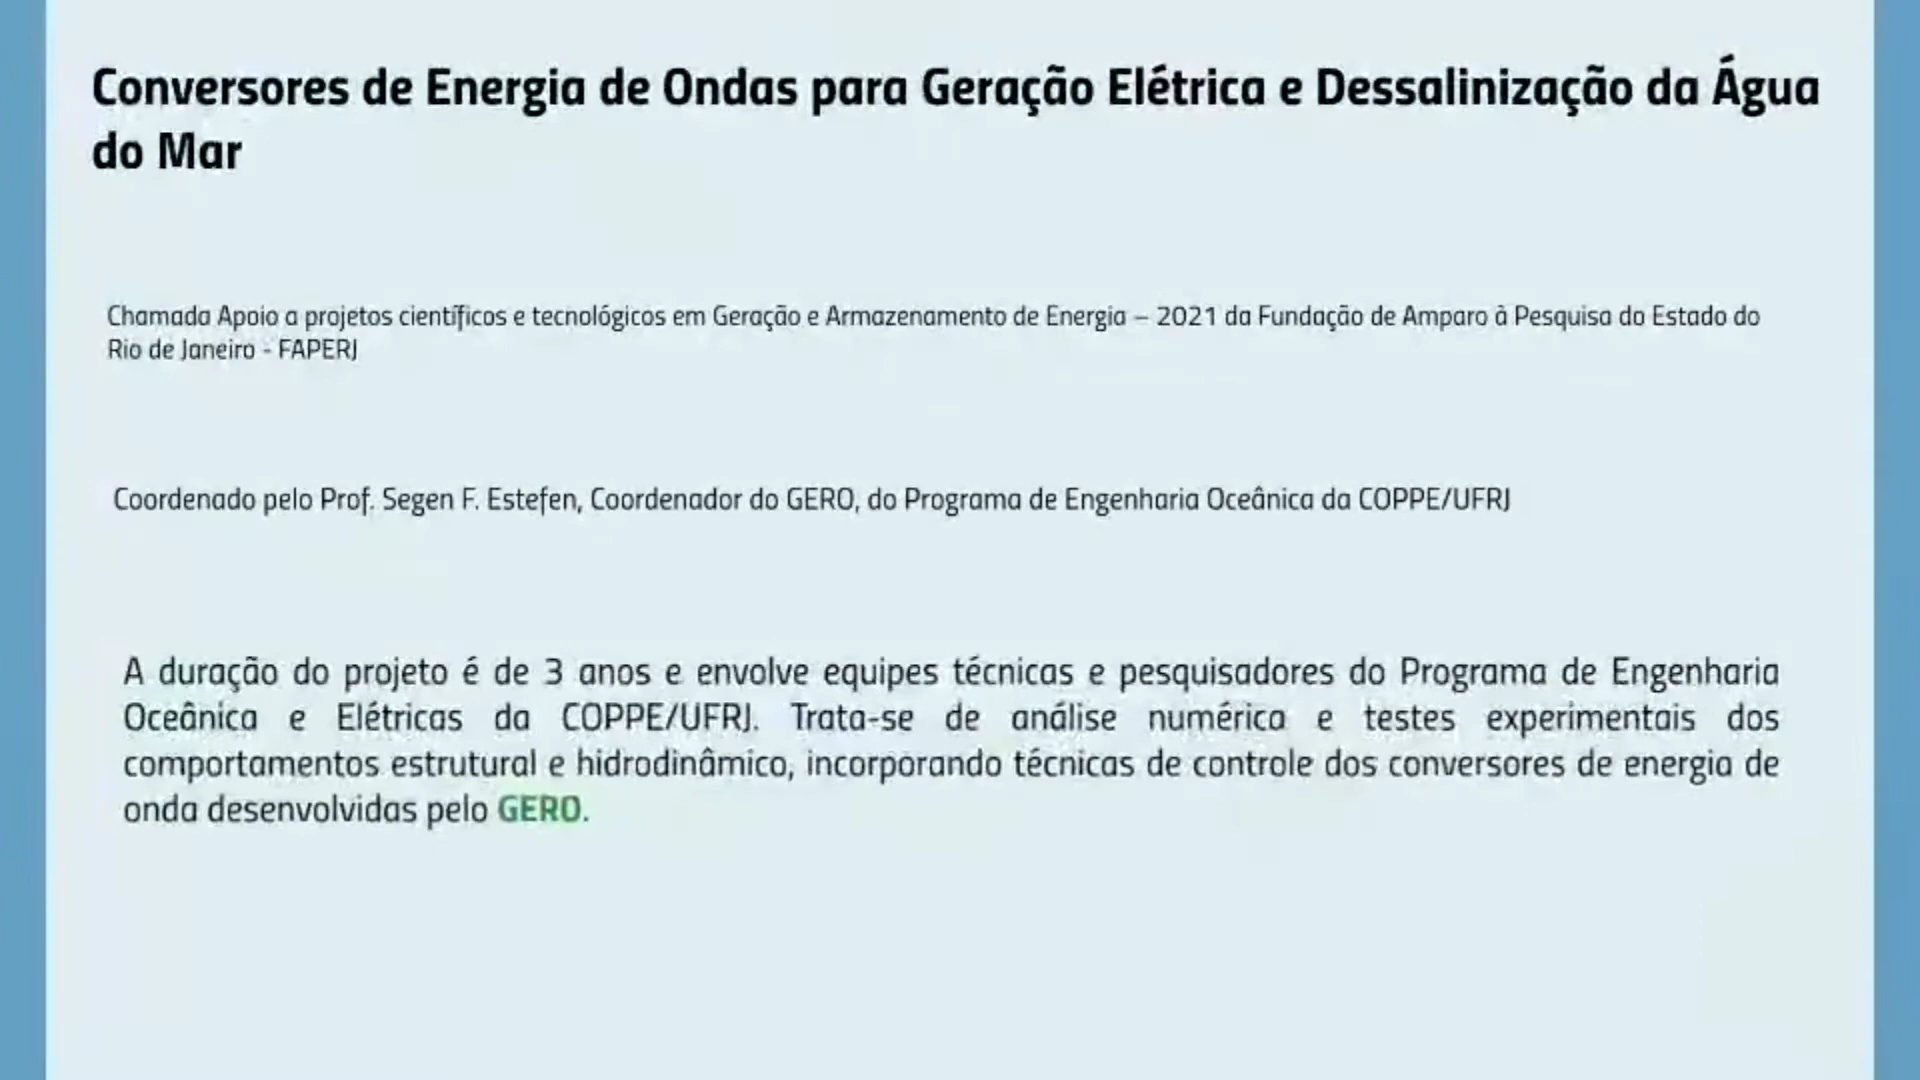 Conversores de Energia de Ondas para Geração Elétrica e Dessalinização da Água
do Mar
Chamada Apoio a projetos científicos e tecnológicos em Geração e Armazenamento de Energia – 2021 da Fundação de Amparo à Pesquisa do Estado do
Rio de Janeiro - FAPERJ
Coordenado pelo Prof. Segen F. Estefen, Coordenador do GERO, do Programa de Engenharia Oceânica da COPPE/UFRJ
A duração do projeto é de 3 anos e envolve equipes técnicas e pesquisadores do Programa de Engenharia
Oceânica e Elétricas da COPPE/UFRJ. Trata-se de análise numérica e testes experimentais dos
comportamentos estrutural e hidrodinâmico, incorporando técnicas de controle dos conversores de energia de
onda desenvolvidas pelo GERO.